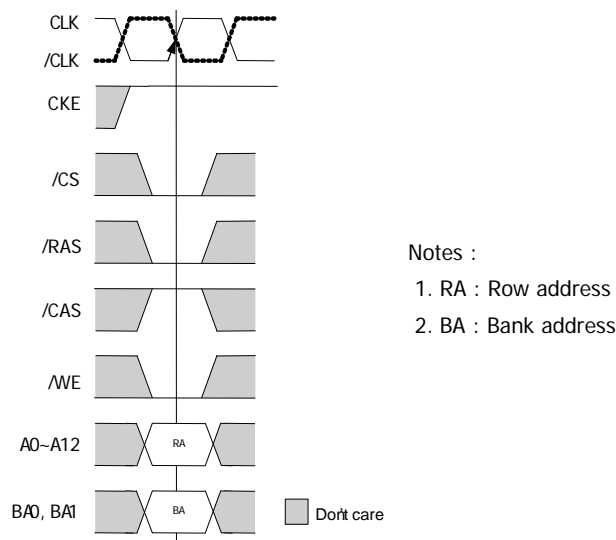 CLK
/CLK
CKE
/CS
/RAS
/CAS
/WE
A0~A12
RA
BA0, BA1
BA
Don't care
Notes :
1. RA : Row address
2. BA : Bank address